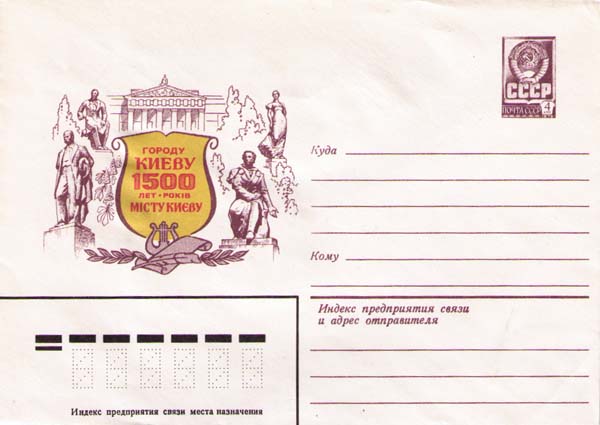 ГОРОДУ
КИЕВУ
1500
ЛЕТ • РОКІВ
МІСТУ КИЄВУ
СССР
ПОЧТА СССР 4
Куда
Кому
Индекс предприятия связи
и адрес отправителя
Индекс предприятия связи места назначения